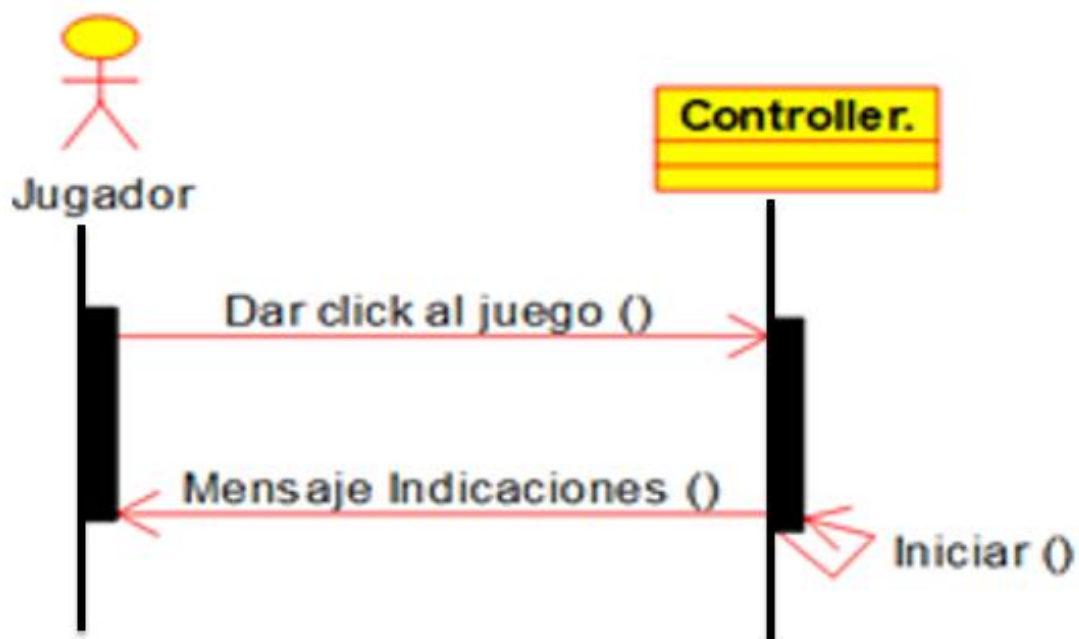 Controller.
Jugador
Dar click al juego ()
Mensaje Indicaciones ()
Iniciar ()